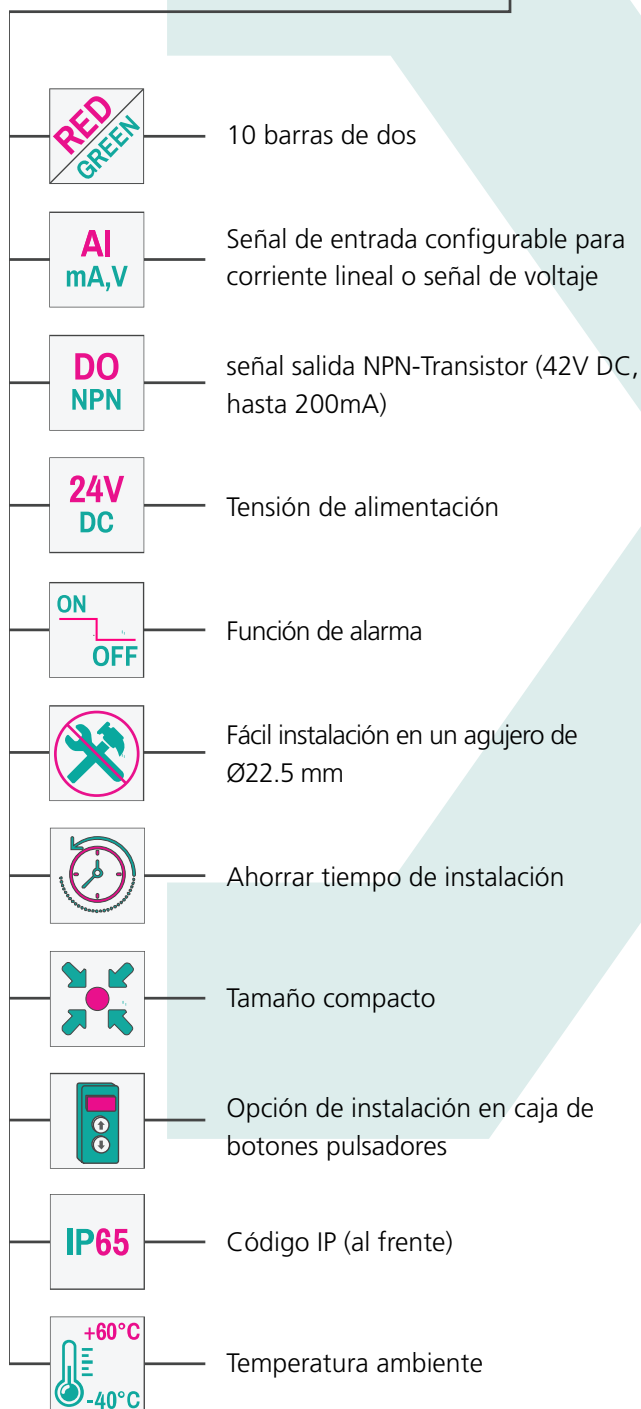 RED
GREEN
10 barras de dos
AI
mA,V
Señal de entrada configurable para
corriente lineal o señal de voltaje
DO
NPN
señal salida NPN-Transistor (42V DC,
hasta 200mA)
24V
DC
Tensión de alimentación
ON
OFF
Función de alarma
Fácil instalación en un agujero de
Ø22.5 mm
Ahorrar tiempo de instalación
Tamaño compacto
Opción de instalación en caja de
botones pulsadores
IP65
Código IP (al frente)
+60°C
-40°C
Temperatura ambiente